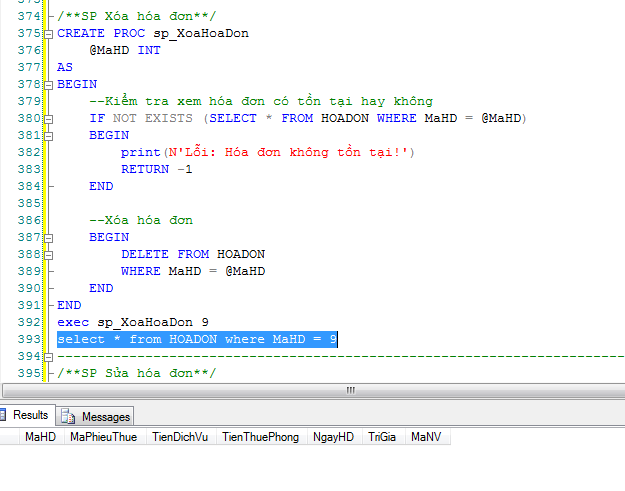 373
374 /**SP Xóa hóa đơn**/
375 CREATE PROC sp_XoaHoaDon
376 @MaHD INT
377 AS
378 BEGIN
379 --Kiểm tra xem hóa đơn có tồn tại hay không
380 IF NOT EXISTS (SELECT * FROM HOADON WHERE MaHD = @MaHD)
381 BEGIN
382 print(N'Lỗi: Hóa đơn không tồn tại!')
383 RETURN -1
384 END
385
386 --Xóa hóa đơn
387 BEGIN
388 DELETE FROM HOADON
389 WHERE MaHD = @MaHD
390 END
391 END
392 exec sp_XoaHoaDon 9
393 select * from HOADON where MaHD = 9
394 ------------------------------------------------------------------------
395 /**SP Sửa hóa đơn**/
Results Messages
MaHD MaPhieuThue TienDichVu TienThuePhong NgayHD TriGia MaNV